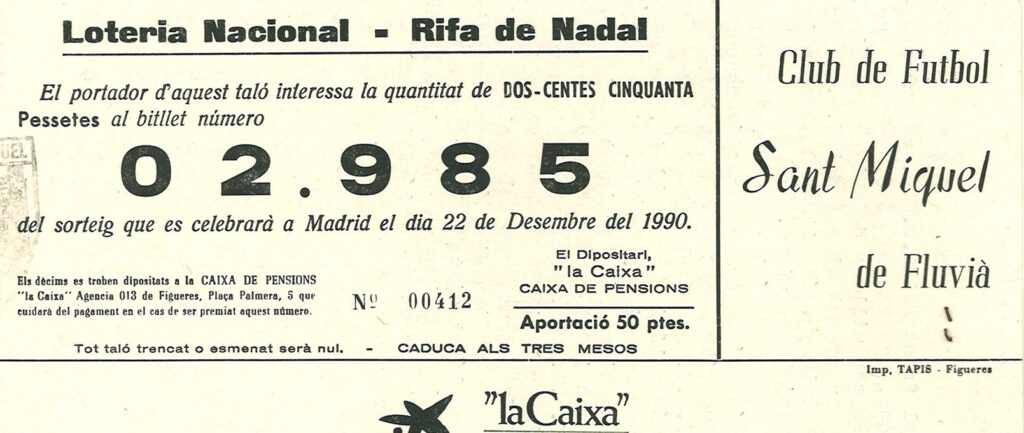 Loteria Nacional - Rifa de Nadal
El portador d'aquest taló interessa la quantitat de DOS-CENTES CINQUANTA
Pessetes al bitllet número
02.985
del sorteig que es celebrarà a Madrid el dia 22 de Desembre del 1990.
Els dècims es troben dipositats a la CAIXA DE PENSIONS
"la Caixa" Agencia 013 de Figueres, Plaça Palmera, 5 que
cuidarà del pagament en el cas de ser premiat aquest número.
Nº 00412
El Dipositari,
"la Caixa"
CAIXA DE PENSIONS
Aportació 50 ptes.
Tot taló trencat o esmenat serà nul. - CADUCA ALS TRES MESOS
Club de Futbol
Sant Miquel
de Fluvià
Imp. TAPIS - Figueres
"la Caixa"